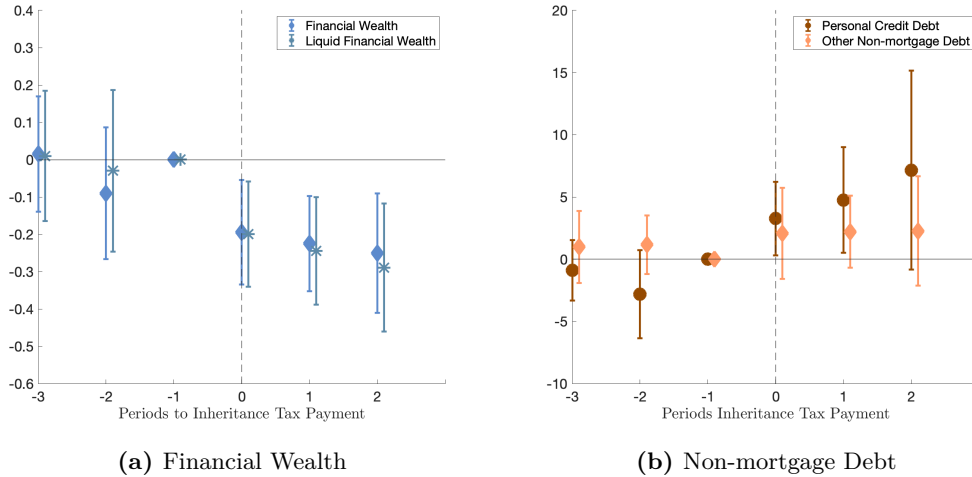 0.4
0.3
0.2
0.1
0
-0.1
-0.2
-0.3
-0.4
-0.5
-0.6
-3 -2 -1 0 1 2
Financial Wealth
Liquid Financial Wealth
Periods to Inheritance Tax Payment
(a) Financial Wealth
20
15
10
5
0
-5
-10
-3 -2 -1 0 1 2
Personal Credit Debt
Other Non-mortgage Debt
Periods Inheritance Tax Payment
(b) Non-mortgage Debt